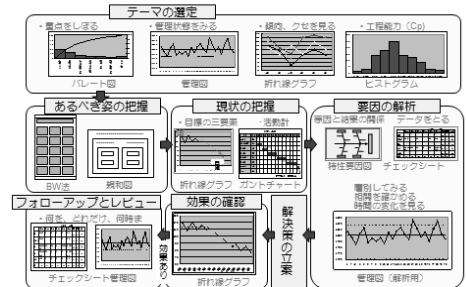 テーマの選定
・重点をしぼる
・管理状態をみる
・傾向、クセを見る
・工程能力(Cp)
パレート図
管理図
折れ線グラフ
ヒストグラム
あるべき姿の把握
BW法
親和図
現状の把握
・目標の三要素
・活動計
折れ線グラフ
ガントチャート
要因の解析
原因と結果の関係
データをとる
特性要因図
チェックシート
層別してみる
相関を確かめる
時間の変化を見る
管理図(解析用)
解決策の立案
効果の確認
折れ線グラフ
効果あり
フォローアップとレビュー
・何を、どれだけ、何時ま
チェックシート
管理図